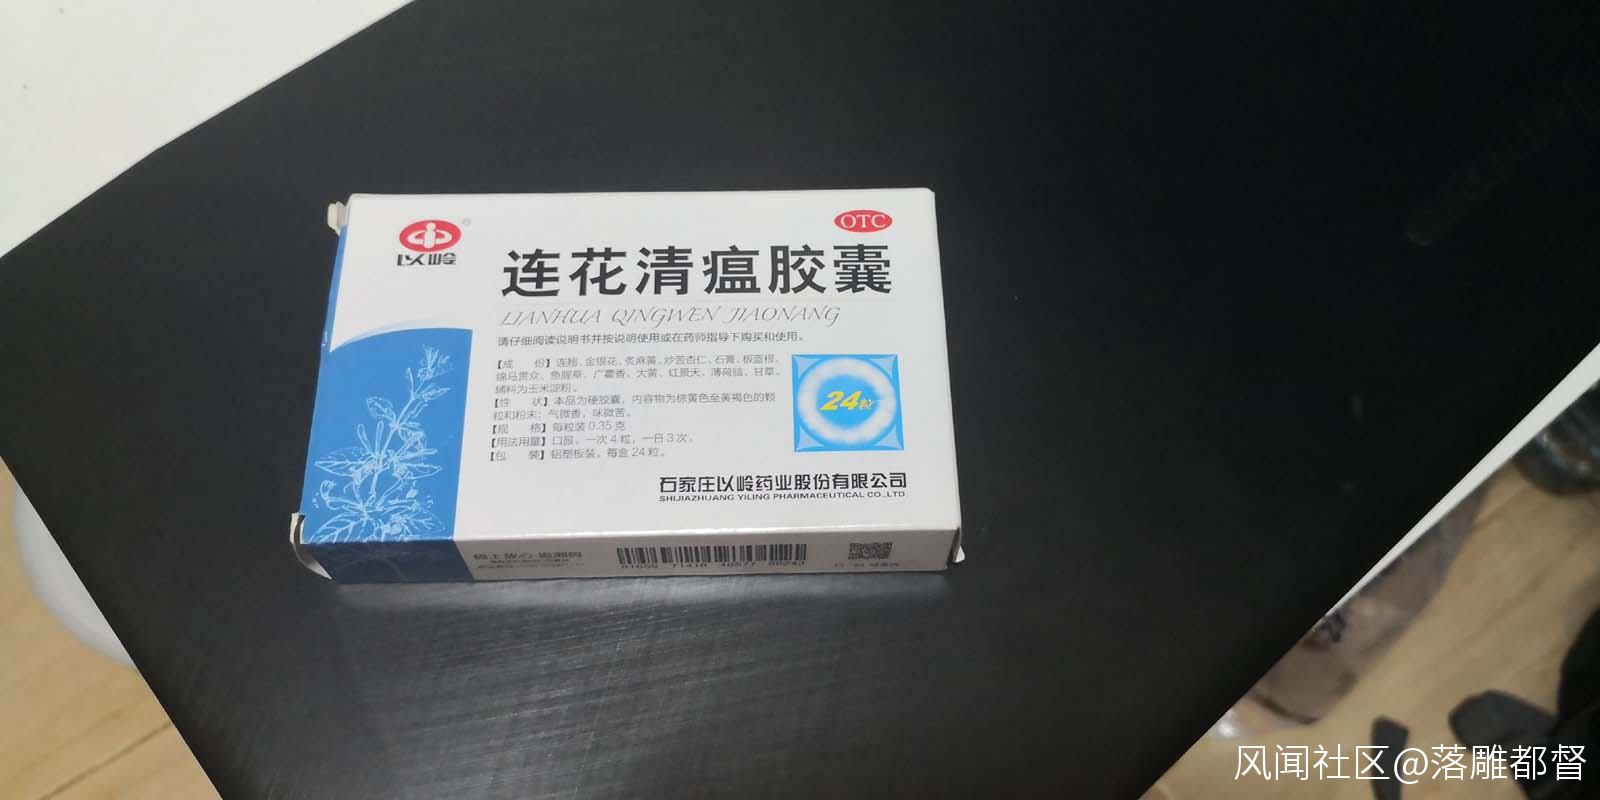 以岭
®
OTC
连花清瘟胶囊
LIANHUA QINGWEN JIAONANG
请仔细阅读说明书并按说明使用或在药师指导下购买和使用。
【成 份】连翘、金银花、炙麻黄、炒苦杏仁、石膏、板蓝根、
绵马贯众、鱼腥草、广藿香、大黄、红景天、薄荷脑、甘草。
辅料为玉米淀粉。
【性 状】本品为硬胶囊，内容物为棕黄色至黄褐色的颗
粒和粉末；气微香，味微苦。
【规 格】每粒装 0.35 克
【用法用量】口服。一次 4 粒，一日 3 次。
【包 装】铝塑板装。每盒 24 粒。
24粒
石家庄以岭药业股份有限公司
SHIJIAZHUANG YILING PHARMACEUTICAL CO.,LTD.
风闻社区@落雕都督